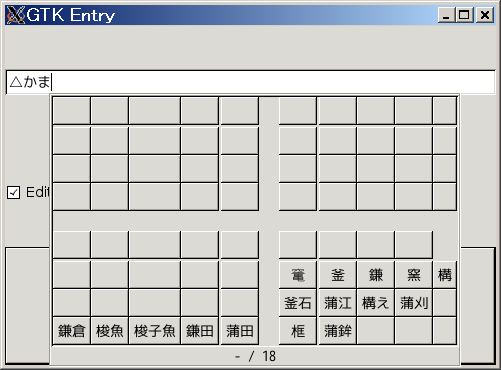 GTK Entry
△かま
Edit
竃 釜 鎌 窯 構
釜石 蒲江 構え 蒲刈
鎌倉 梭魚 梭子魚 鎌田 蒲田 框 蒲鉾
- / 18